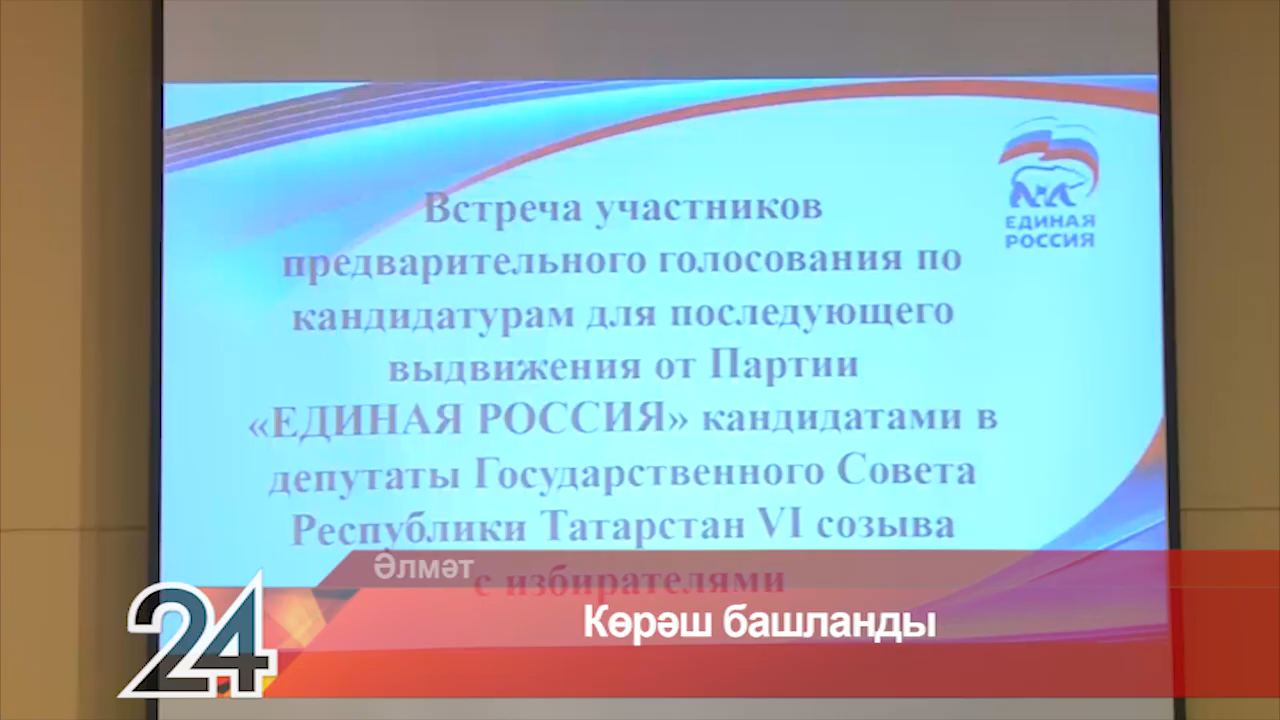 ЕДИНАЯ
РОССИЯ
Встреча участников
предварительного голосования по
кандидатурам для последующего
выдвижения от Партии
«ЕДИНАЯ РОССИЯ» кандидатами в
депутаты Государственного Совета
Республики Татарстан VI созыва
с избирателями
Әлмәт
Көрәш башланды
24